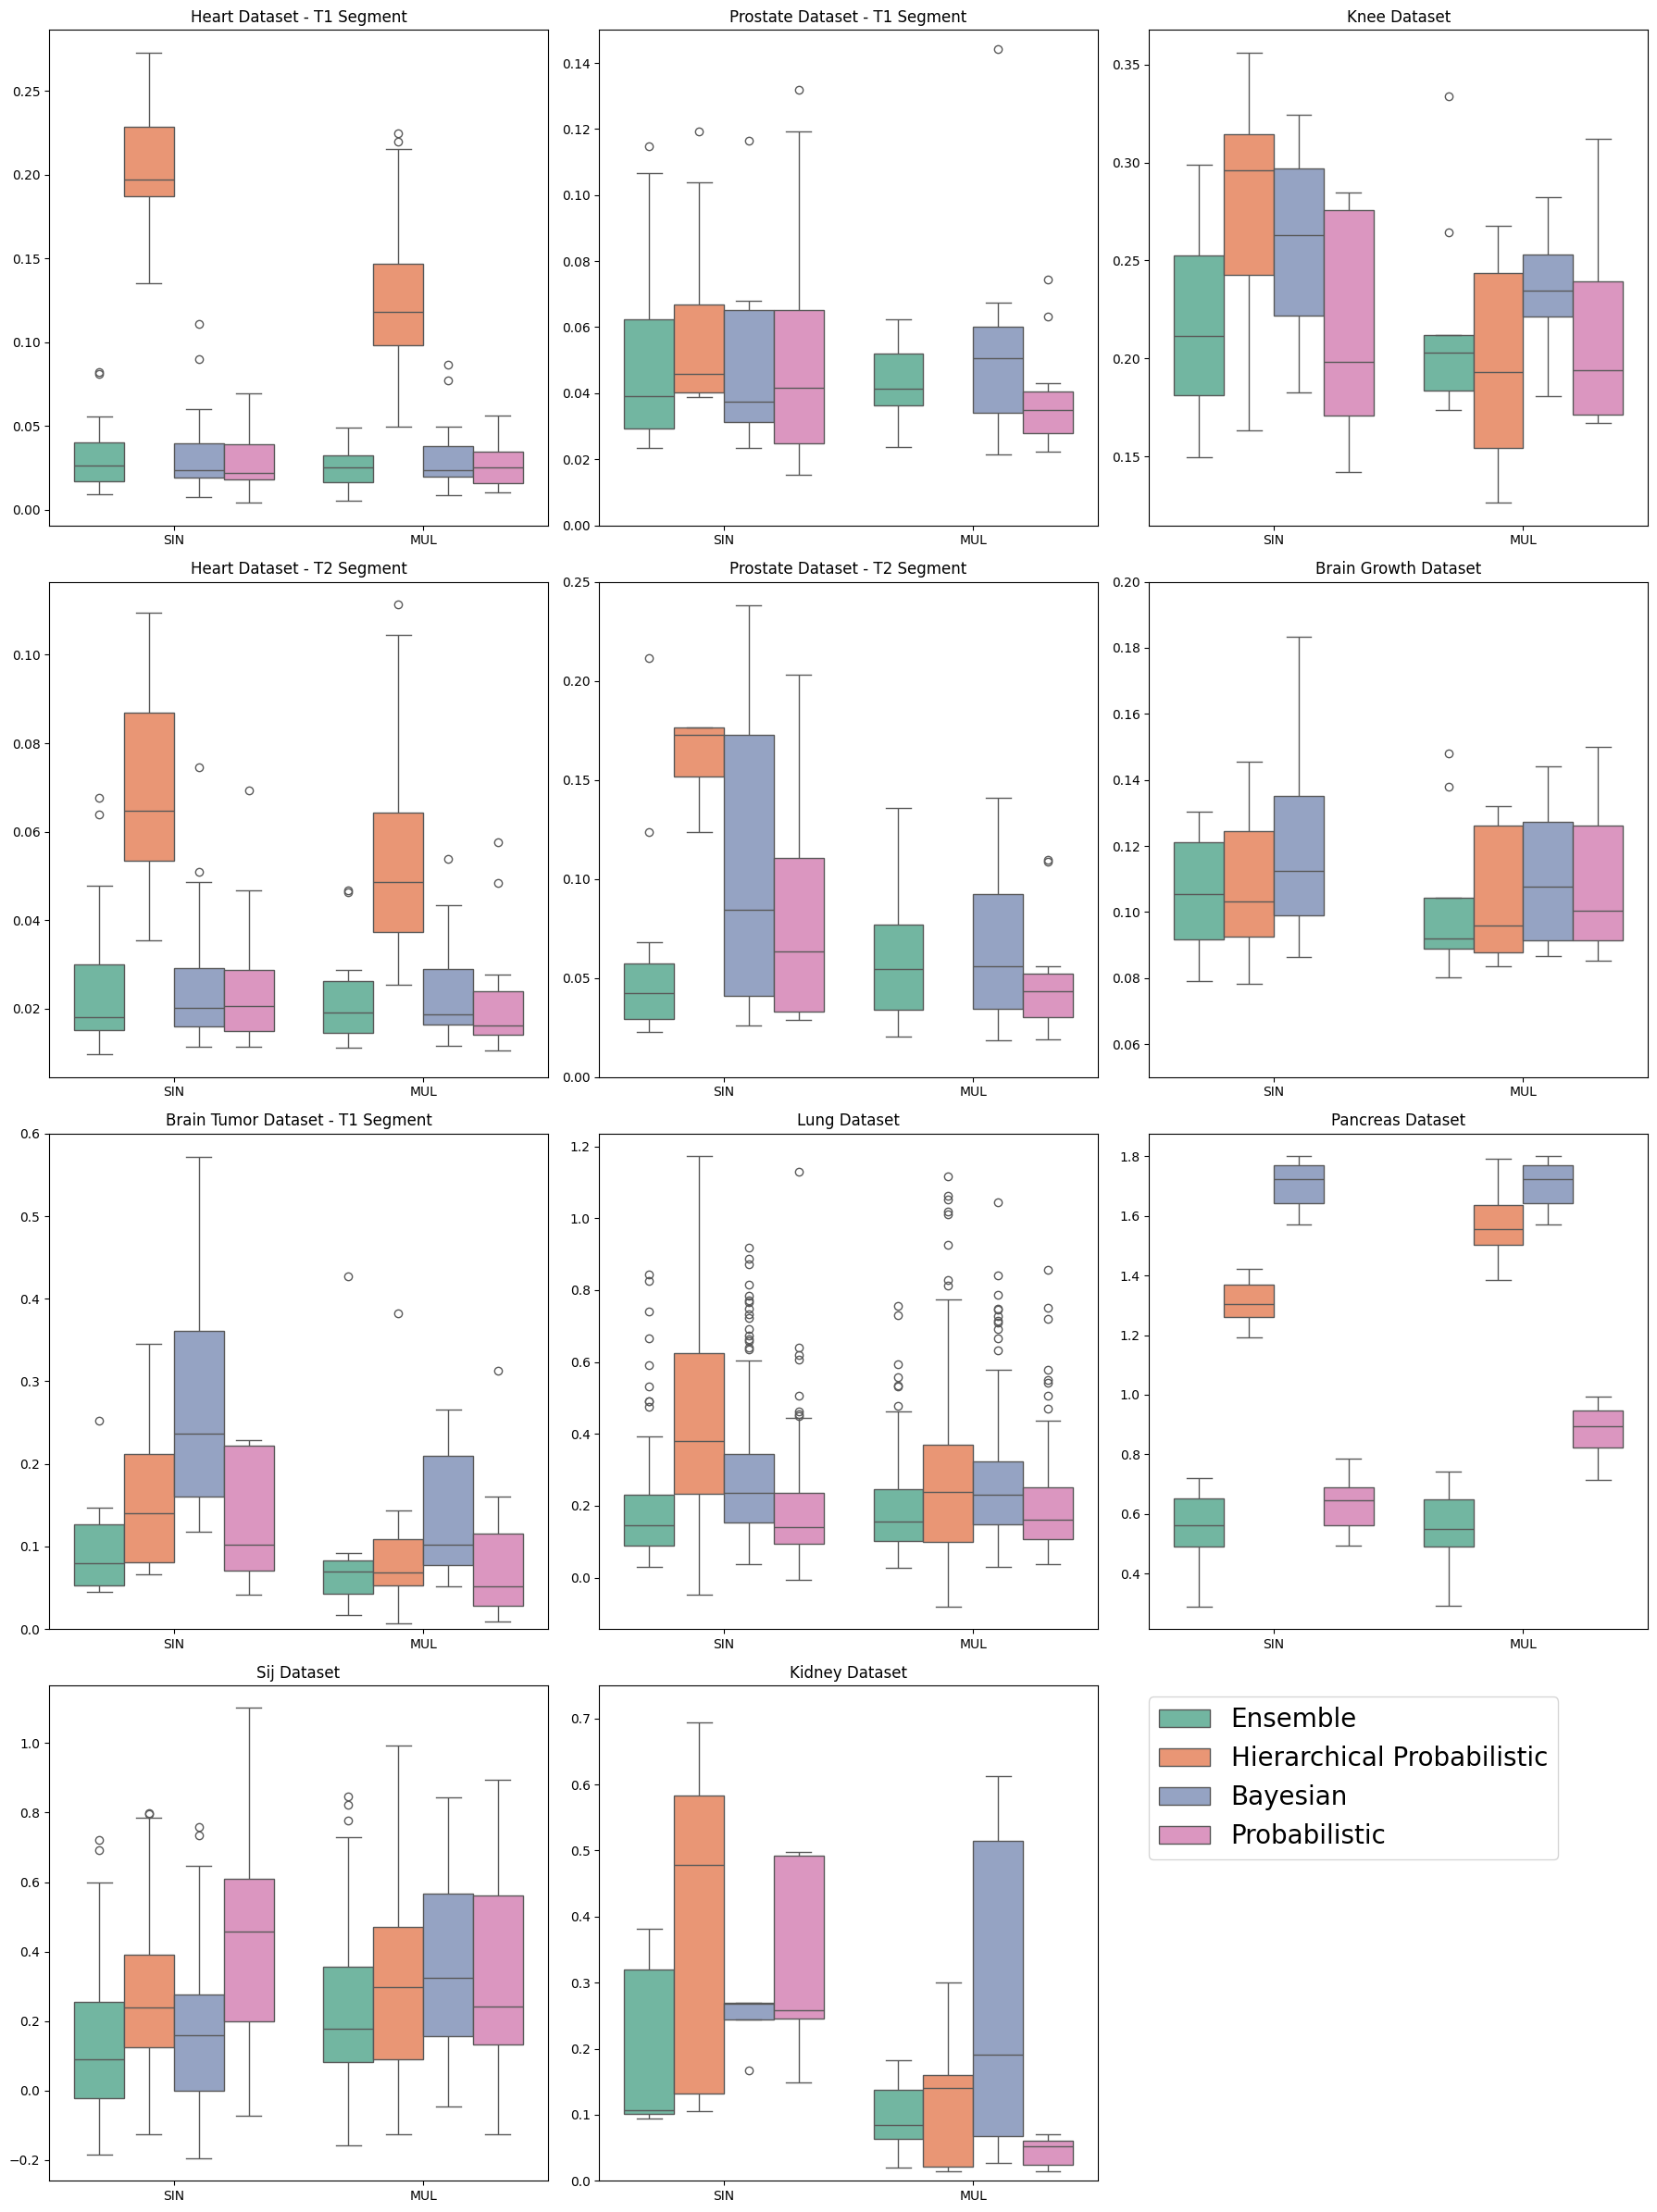 Heart Dataset - T1 Segment
0.25
0.20
0.15
0.10
0.05
0.00
SIN MUL
Prostate Dataset - T1 Segment
0.14
0.12
0.10
0.08
0.06
0.04
0.02
0.00
SIN MUL
Knee Dataset
0.35
0.30
0.25
0.20
0.15
SIN MUL
Heart Dataset - T2 Segment
0.10
0.08
0.06
0.04
0.02
SIN MUL
Prostate Dataset - T2 Segment
0.25
0.20
0.15
0.10
0.05
0.00
SIN MUL
Brain Growth Dataset
0.20
0.18
0.16
0.14
0.12
0.10
0.08
0.06
SIN MUL
Brain Tumor Dataset - T1 Segment
0.6
0.5
0.4
0.3
0.2
0.1
0.0
SIN MUL
Lung Dataset
1.2
1.0
0.8
0.6
0.4
0.2
0.0
SIN MUL
Pancreas Dataset
1.8
1.6
1.4
1.2
1.0
0.8
0.6
0.4
SIN MUL
Sij Dataset
1.0
0.8
0.6
0.4
0.2
0.0
−0.2
SIN MUL
Kidney Dataset
0.7
0.6
0.5
0.4
0.3
0.2
0.1
0.0
SIN MUL
Ensemble
Hierarchical Probabilistic
Bayesian
Probabilistic